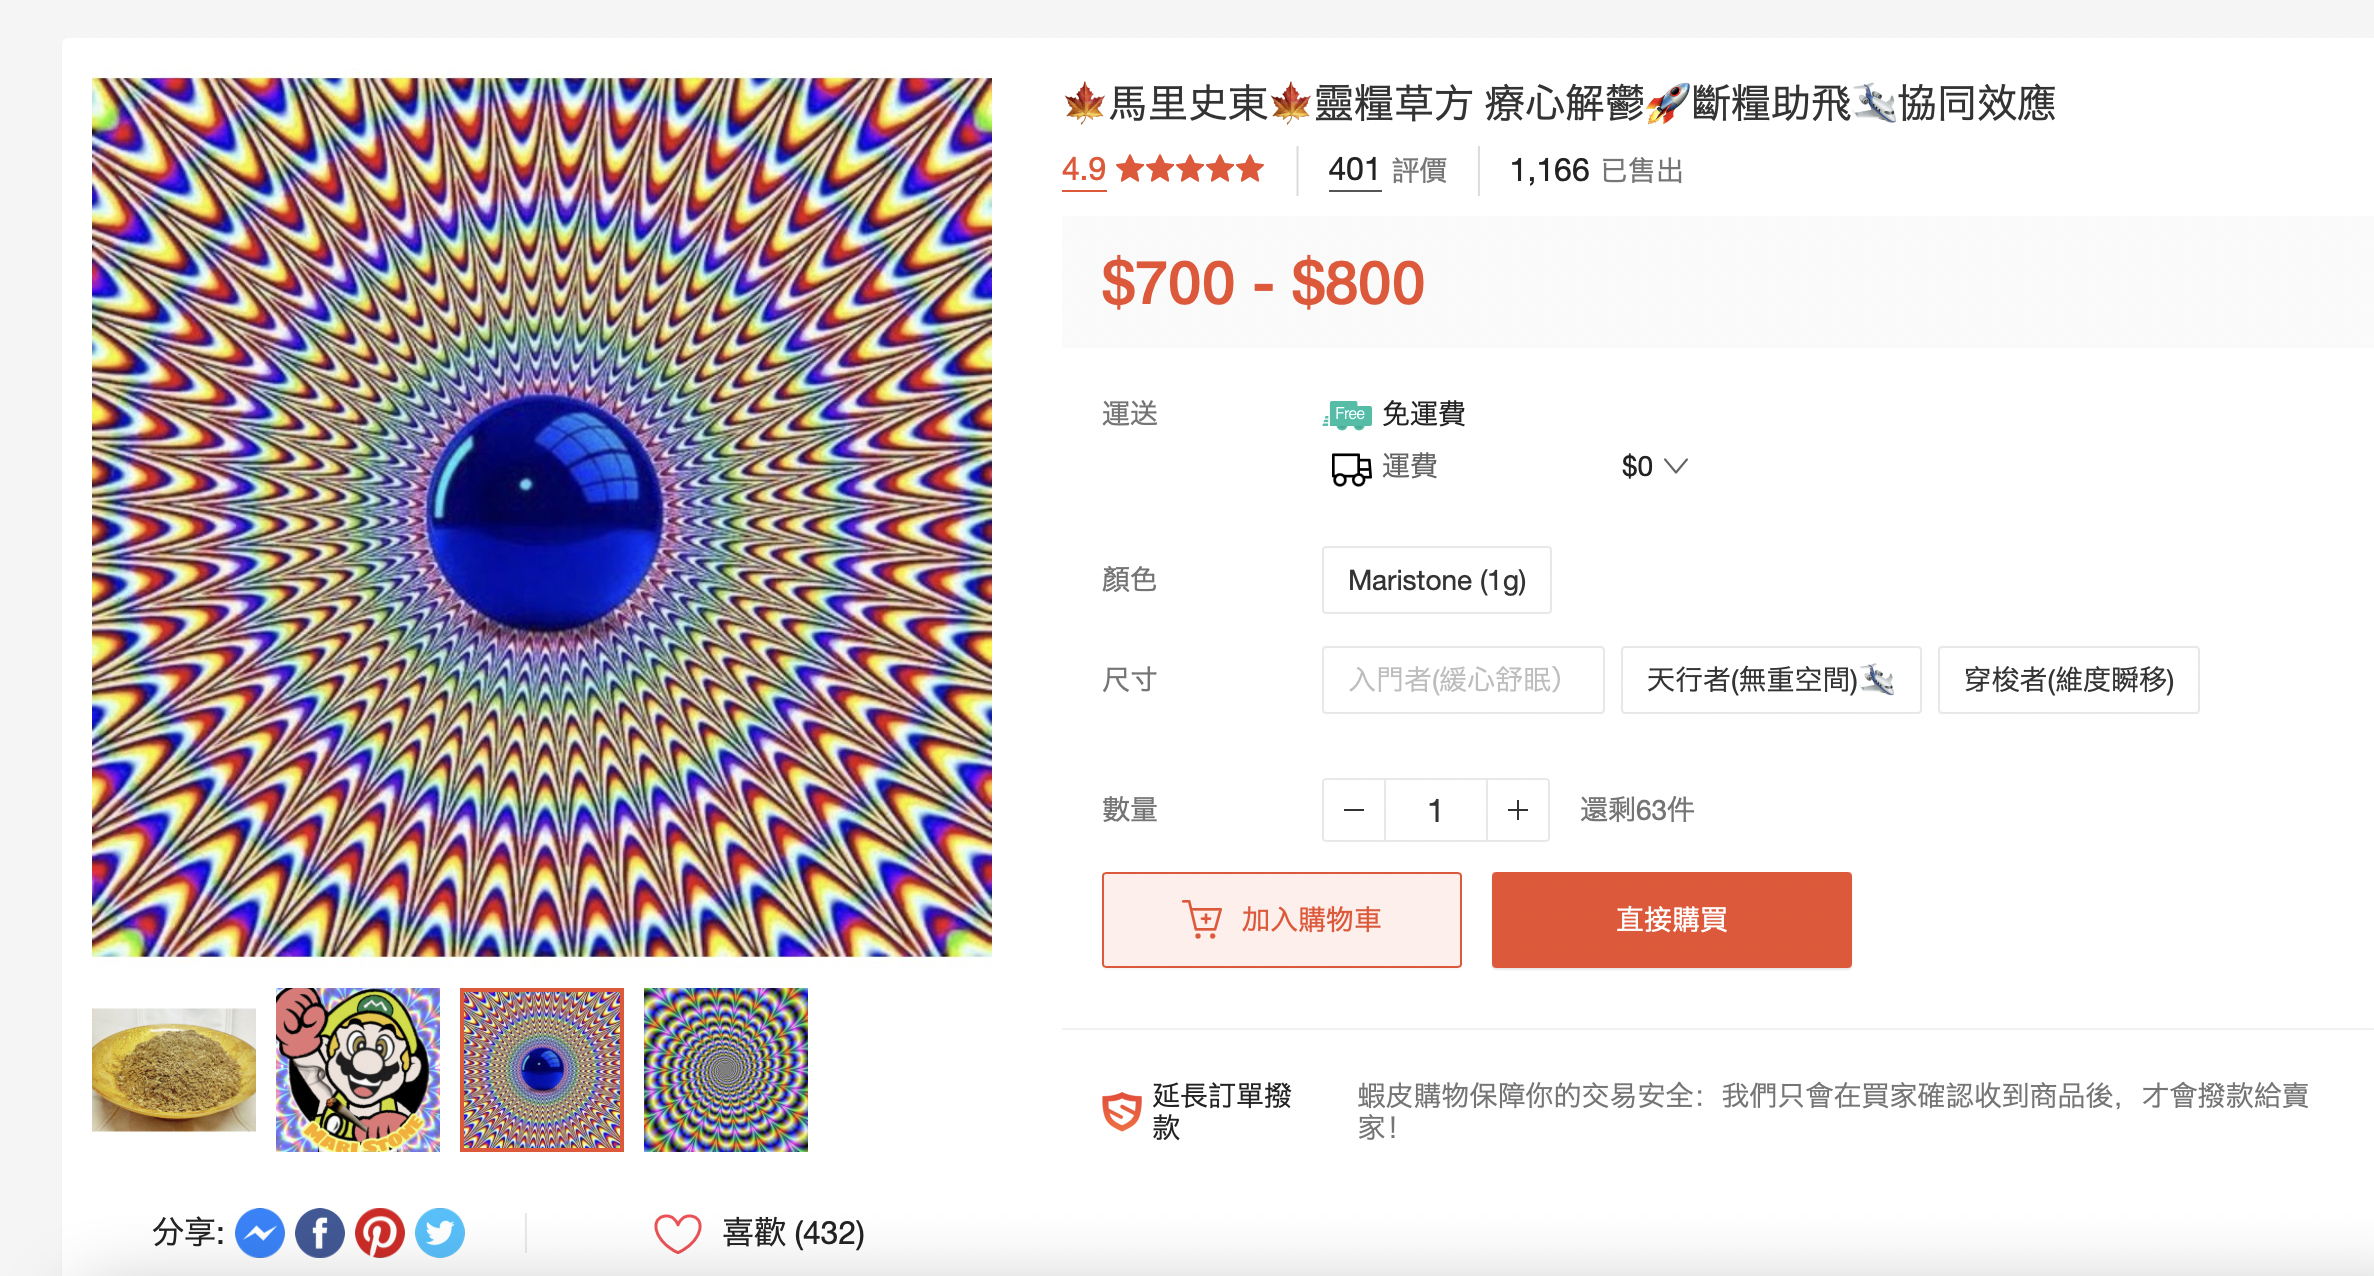 🍁馬里史東🍁靈糧草方 療心解鬱🚀斷糧助飛🛩協同效應
4.9 ★★★★★ 401 評價 1,166 已售出
$700 - $800
運送 Free 免運費
運費 $0
顏色 Maristone (1g)
尺寸 入門者(緩心舒眠） 天行者(無重空間)🛩 穿梭者(維度瞬移)
數量 − 1 + 還剩63件
加入購物車 直接購買
MARI STONE
延長訂單撥
款
蝦皮購物保障你的交易安全：我們只會在買家確認收到商品後，才會撥款給賣
家！
分享: 喜歡 (432)